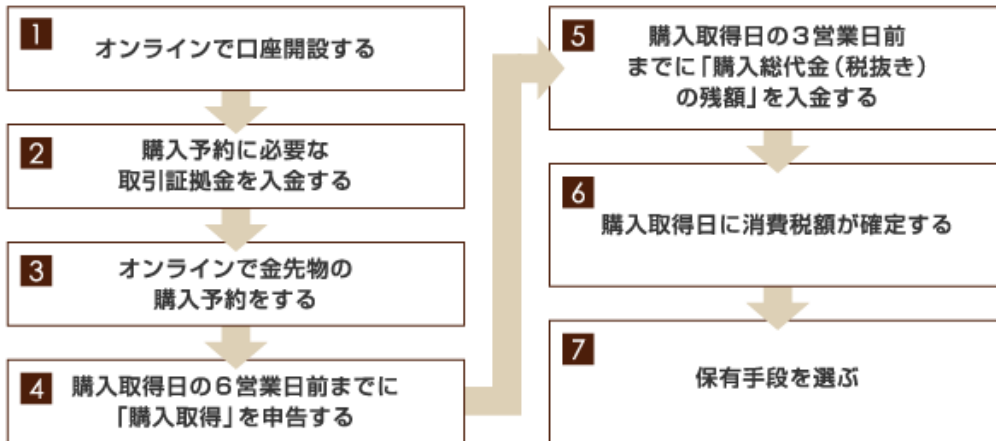 1
オンラインで口座開設する
2
購入予約に必要な
取引証拠金を入金する
3
オンラインで金先物の
購入予約をする
4
購入取得日の6営業日前までに
「購入取得」を申告する
5
購入取得日の3営業日前
までに「購入総代金(税抜き)
の残額」を入金する
6
購入取得日に消費税額が確定する
7
保有手段を選ぶ